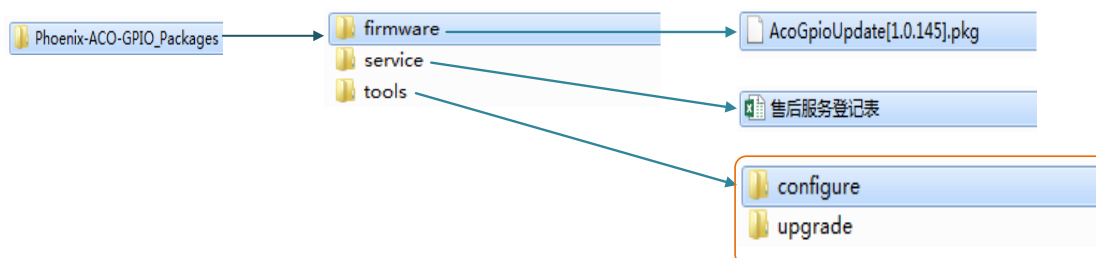 Phoenix-ACO-GPIO_Packages
firmware
service
tools
AcoGpioUpdate[1.0.145].pkg
售后服务登记表
configure
upgrade